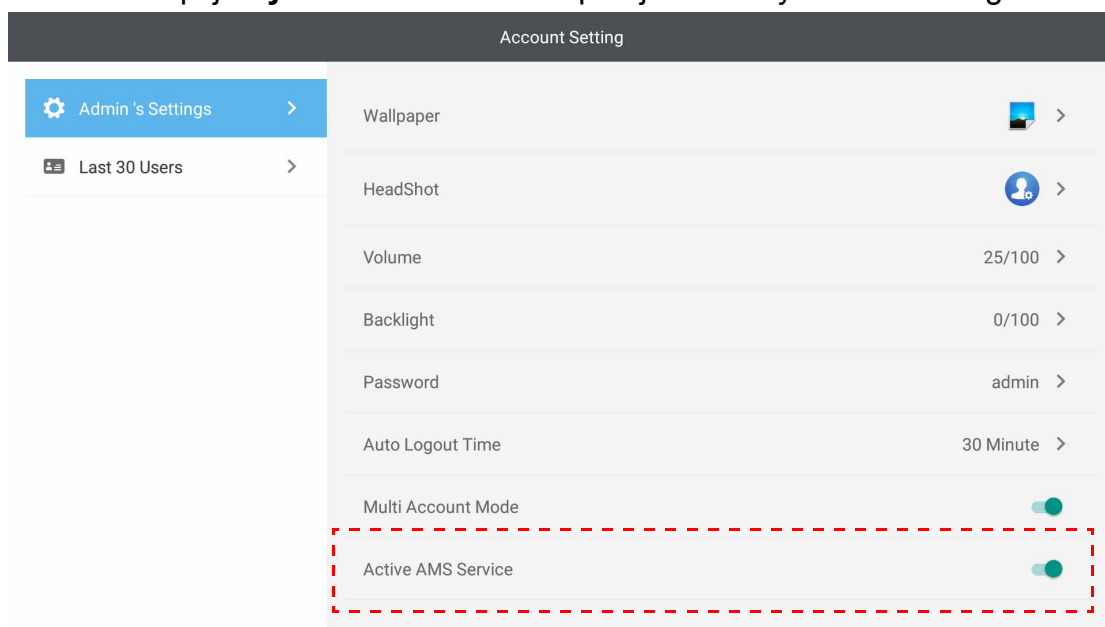 Account Setting
Admin 's Settings
Last 30 Users
Wallpaper
HeadShot
Volume 25/100
Backlight 0/100
Password admin
Auto Logout Time 30 Minute
Multi Account Mode
Active AMS Service